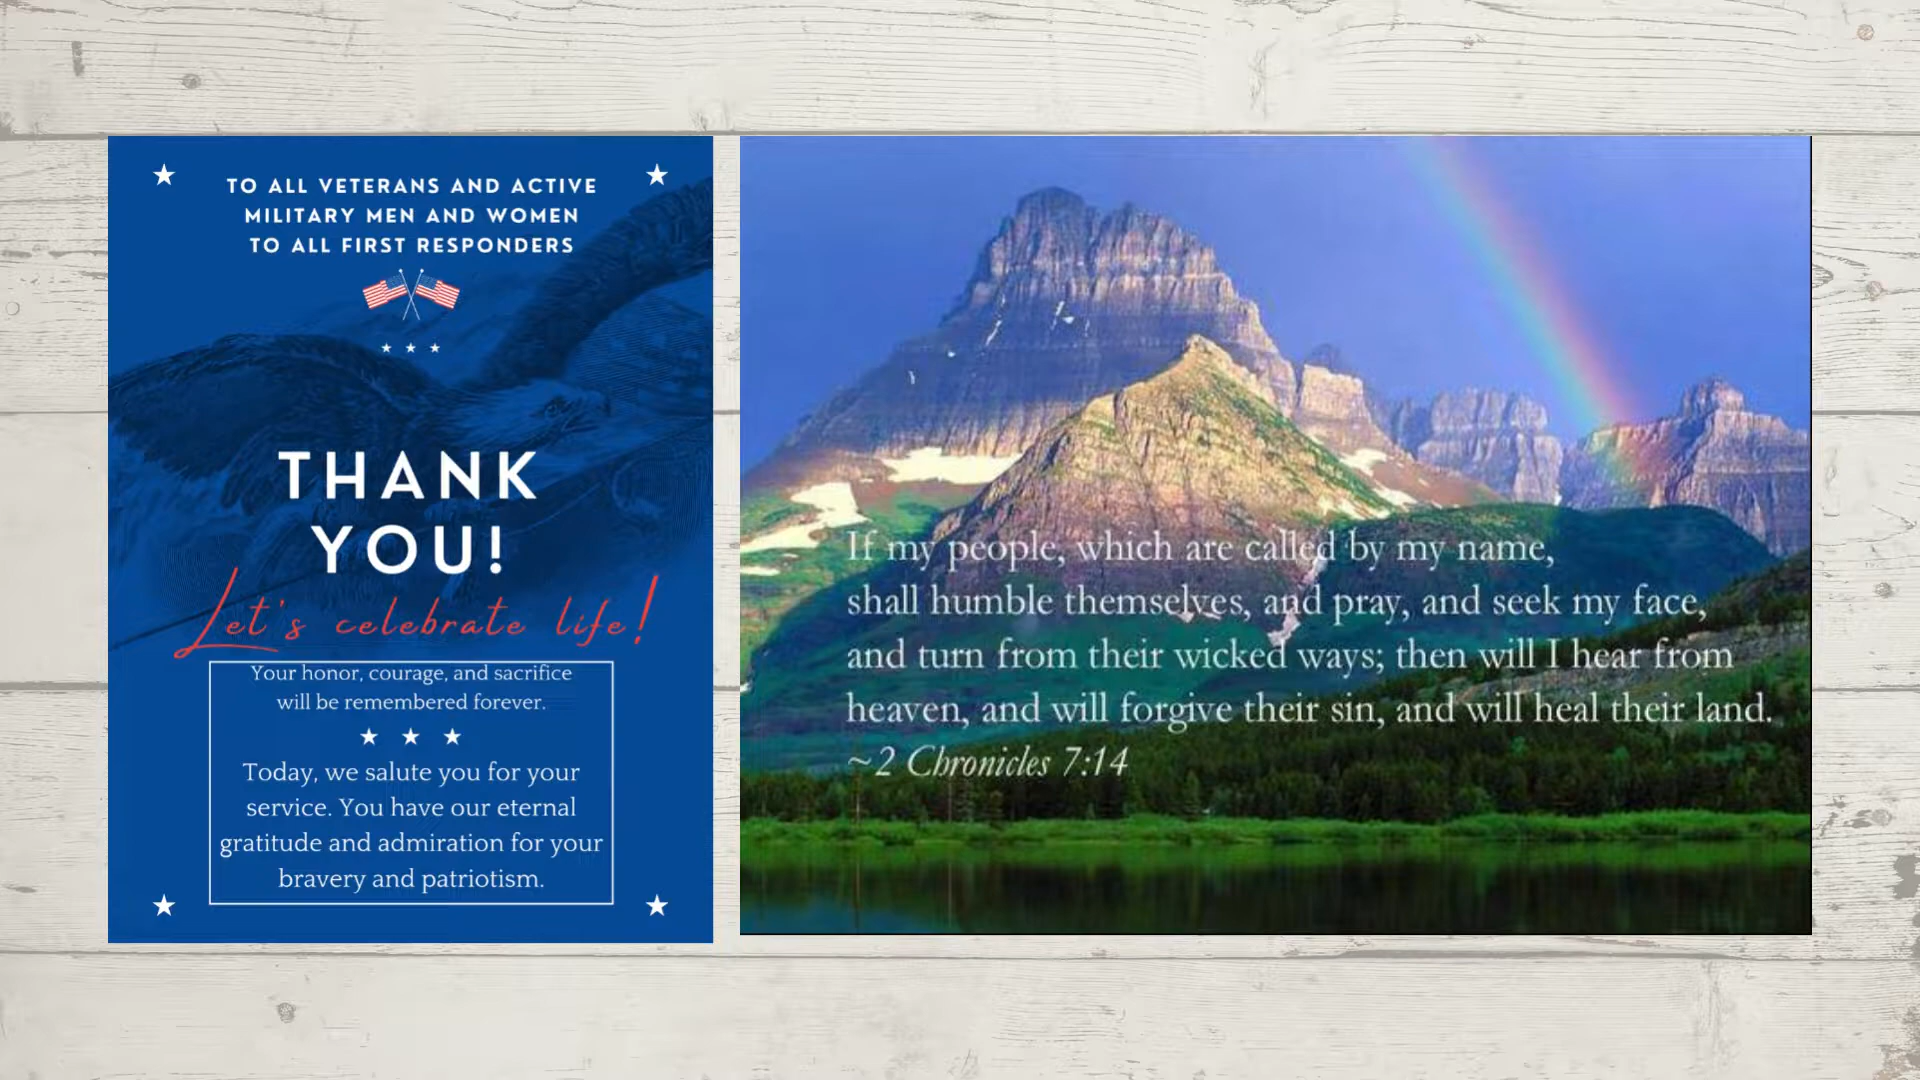 TO ALL VETERANS AND ACTIVE
MILITARY MEN AND WOMEN
TO ALL FIRST RESPONDERS
THANK
YOU!
Let's celebrate life!
Your honor, courage, and sacrifice
will be remembered forever.
Today, we salute you for your
service. You have our eternal
gratitude and admiration for your
bravery and patriotism.
If my people, which are called by my name,
shall humble themselves, and pray, and seek my face,
and turn from their wicked ways; then will I hear from
heaven, and will forgive their sin, and will heal their land.
~2 Chronicles 7:14